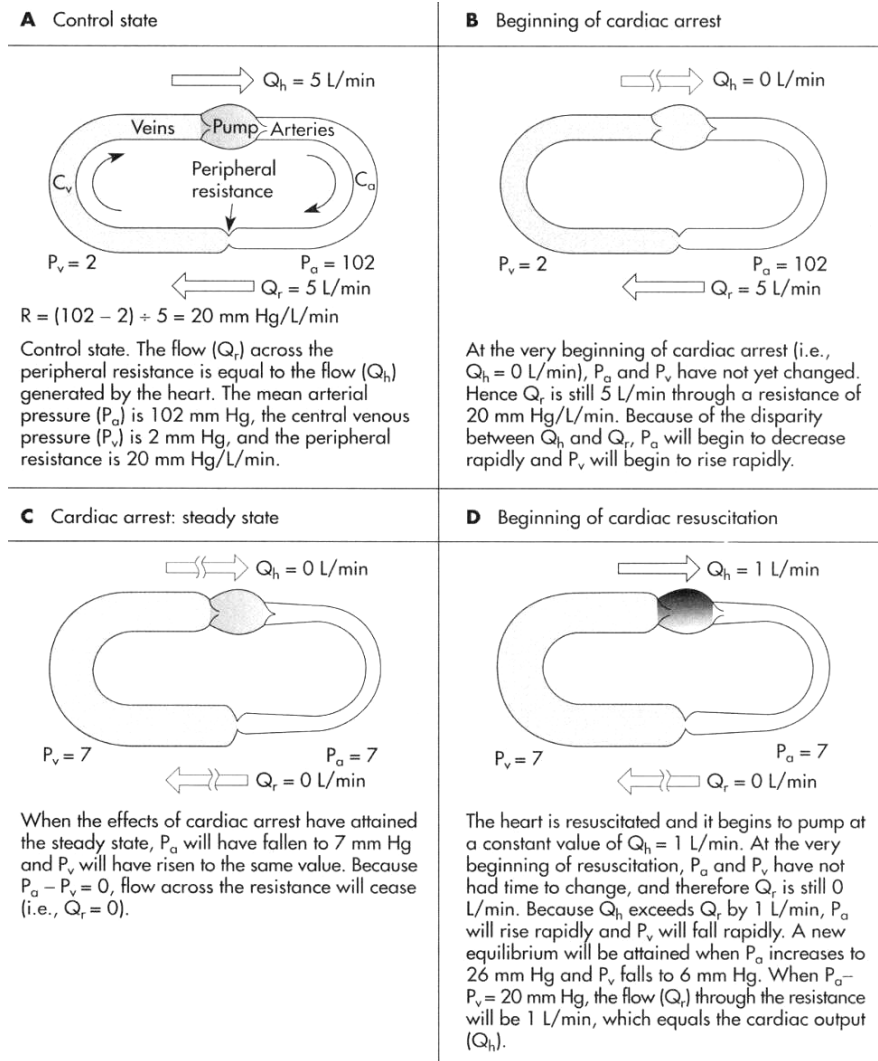 A Control state
Qh = 5 L/min
Veins Pump Arteries
Peripheral
resistance
Cv Ca
Pv = 2 Pa = 102
Qr = 5 L/min
R = (102 – 2) ÷ 5 = 20 mm Hg/L/min
Control state. The flow (Qr) across the
peripheral resistance is equal to the flow (Qh)
generated by the heart. The mean arterial
pressure (Pa) is 102 mm Hg, the central venous
pressure (Pv) is 2 mm Hg, and the peripheral
resistance is 20 mm Hg/L/min.
B Beginning of cardiac arrest
Qh = 0 L/min
Pv = 2 Pa = 102
Qr = 5 L/min
At the very beginning of cardiac arrest (i.e.,
Qh = 0 L/min), Pa and Pv have not yet changed.
Hence Qr is still 5 L/min through a resistance of
20 mm Hg/L/min. Because of the disparity
between Qh and Qr, Pa will begin to decrease
rapidly and Pv will begin to rise rapidly.
C Cardiac arrest: steady state
Qh = 0 L/min
Pv = 7 Pa = 7
Qr = 0 L/min
When the effects of cardiac arrest have attained
the steady state, Pa will have fallen to 7 mm Hg
and Pv will have risen to the same value. Because
Pa – Pv = 0, flow across the resistance will cease
(i.e., Qr = 0).
D Beginning of cardiac resuscitation
Qh = 1 L/min
Pv = 7 Pa = 7
Qr = 0 L/min
The heart is resuscitated and it begins to pump at
a constant value of Qh = 1 L/min. At the very
beginning of resuscitation, Pa and Pv have not
had time to change, and therefore Qr is still 0
L/min. Because Qh exceeds Qr by 1 L/min, Pa
will rise rapidly and Pv will fall rapidly. A new
equilibrium will be attained when Pa increases to
26 mm Hg and Pv falls to 6 mm Hg. When Pa–
Pv = 20 mm Hg, the flow (Qr) through the resistance
will be 1 L/min, which equals the cardiac output
(Qh).